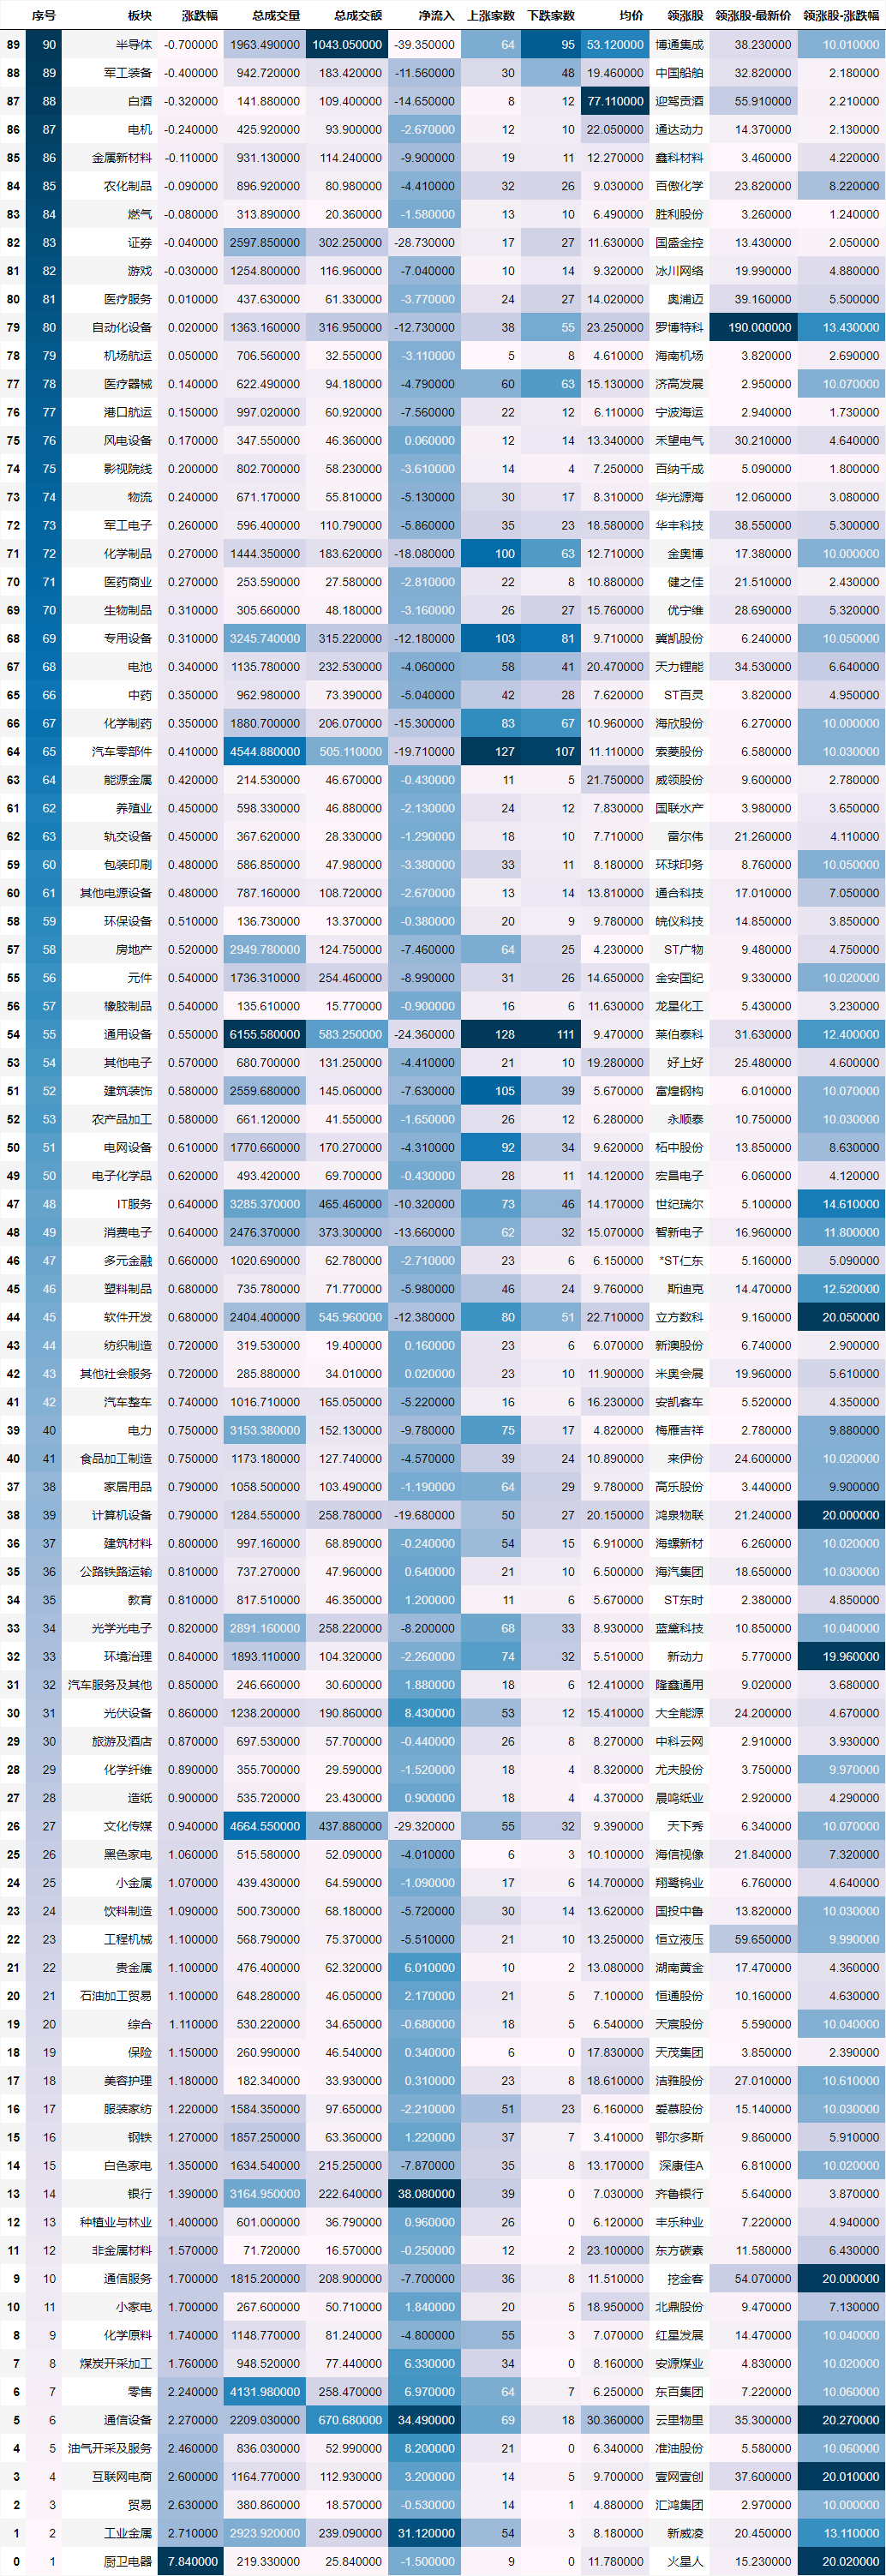 序号 板块 涨跌幅 总成交量 总成交额 净流入 上涨家数 下跌家数 均价 领涨股 领涨股-最新价 领涨股-涨跌幅
89 90 半导体 -0.700000 1963.490000 1043.050000 -39.350000 64 95 53.120000 博通集成 38.230000 10.010000
88 89 军工装备 -0.400000 942.720000 183.420000 -11.560000 30 48 19.460000 中国船舶 32.820000 2.180000
87 88 白酒 -0.320000 141.880000 109.400000 -14.650000 8 12 77.110000 迎驾贡酒 55.910000 2.210000
86 87 电机 -0.240000 425.920000 93.900000 -2.670000 12 10 22.050000 通达动力 14.370000 2.130000
85 86 金属新材料 -0.110000 931.130000 114.240000 -9.900000 19 11 12.270000 鑫科材料 3.460000 4.220000
84 85 农化制品 -0.090000 896.920000 80.980000 -4.410000 32 26 9.030000 百傲化学 23.820000 8.220000
83 84 燃气 -0.080000 313.890000 20.360000 -1.580000 13 10 6.490000 胜利股份 3.260000 1.240000
82 83 证券 -0.040000 2597.850000 302.250000 -28.730000 17 27 11.630000 国盛金控 13.430000 2.050000
81 82 游戏 -0.030000 1254.800000 116.960000 -7.040000 10 14 9.320000 冰川网络 19.990000 4.880000
80 81 医疗服务 0.010000 437.630000 61.330000 -3.770000 24 27 14.020000 奥浦迈 39.160000 5.500000
79 80 自动化设备 0.020000 1363.160000 316.950000 -12.730000 38 55 23.250000 罗博特科 190.000000 13.430000
78 79 机场航运 0.050000 706.560000 32.550000 -3.110000 5 8 4.610000 海南机场 3.820000 2.690000
77 78 医疗器械 0.140000 622.490000 94.180000 -4.790000 60 63 15.130000 济高发展 2.950000 10.070000
76 77 港口航运 0.150000 997.020000 60.920000 -7.560000 22 12 6.110000 宁波海运 2.940000 1.730000
75 76 风电设备 0.170000 347.550000 46.360000 0.060000 12 14 13.340000 禾望电气 30.210000 4.640000
74 75 影视院线 0.200000 802.700000 58.230000 -3.610000 14 4 7.250000 百纳千成 5.090000 1.800000
73 74 物流 0.240000 671.170000 55.810000 -5.130000 30 17 8.310000 华光源海 12.060000 3.080000
72 73 军工电子 0.260000 596.400000 110.790000 -5.860000 35 23 18.580000 华丰科技 38.550000 5.300000
71 72 化学制品 0.270000 1444.350000 183.620000 -18.080000 100 63 12.710000 金奥博 17.380000 10.000000
70 71 医药商业 0.270000 253.590000 27.580000 -2.810000 22 8 10.880000 健之佳 21.510000 2.430000
69 70 生物制品 0.310000 305.660000 48.180000 -3.160000 26 27 15.760000 优宁维 28.690000 5.320000
68 69 专用设备 0.310000 3245.740000 315.220000 -12.180000 103 81 9.710000 冀凯股份 6.240000 10.050000
67 68 电池 0.340000 1135.780000 232.530000 -4.060000 58 41 20.470000 天力锂能 34.530000 6.640000
65 66 中药 0.350000 962.980000 73.390000 -5.040000 42 28 7.620000 ST百灵 3.820000 4.950000
66 67 化学制药 0.350000 1880.700000 206.070000 -15.300000 83 67 10.960000 海欣股份 6.270000 10.000000
64 65 汽车零部件 0.410000 4544.880000 505.110000 -19.710000 127 107 11.110000 索菱股份 6.580000 10.030000
63 64 能源金属 0.420000 214.530000 46.670000 -0.430000 11 5 21.750000 威领股份 9.600000 2.780000
61 62 养殖业 0.450000 598.330000 46.880000 -2.130000 24 12 7.830000 国联水产 3.980000 3.650000
62 63 轨交设备 0.450000 367.620000 28.330000 -1.290000 18 10 7.710000 雷尔伟 21.260000 4.110000
59 60 包装印刷 0.480000 586.850000 47.980000 -3.380000 33 11 8.180000 环球印务 8.760000 10.050000
60 61 其他电源设备 0.480000 787.160000 108.720000 -2.670000 13 14 13.810000 通合科技 17.010000 7.050000
58 59 环保设备 0.510000 136.730000 13.370000 -0.380000 20 9 9.780000 皖仪科技 14.850000 3.850000
57 58 房地产 0.520000 2949.780000 124.750000 -7.460000 64 25 4.230000 ST广物 9.480000 4.750000
55 56 元件 0.540000 1736.310000 254.460000 -8.990000 31 26 14.650000 金安国纪 9.330000 10.020000
56 57 橡胶制品 0.540000 135.610000 15.770000 -0.900000 16 6 11.630000 龙星化工 5.430000 3.230000
54 55 通用设备 0.550000 6155.580000 583.250000 -24.360000 128 111 9.470000 莱伯泰科 31.630000 12.400000
53 54 其他电子 0.570000 680.700000 131.250000 -4.410000 21 10 19.280000 好上好 25.480000 4.600000
51 52 建筑装饰 0.580000 2559.680000 145.060000 -7.630000 105 39 5.670000 富煌钢构 6.010000 10.070000
52 53 农产品加工 0.580000 661.120000 41.550000 -1.650000 26 12 6.280000 永顺泰 10.750000 10.030000
50 51 电网设备 0.610000 1770.660000 170.270000 -4.310000 92 34 9.620000 柘中股份 13.850000 8.630000
49 50 电子化学品 0.620000 493.420000 69.700000 -0.430000 28 11 14.120000 宏昌电子 6.060000 4.120000
47 48 IT服务 0.640000 3285.370000 465.460000 -10.320000 73 46 14.170000 世纪瑞尔 5.100000 14.610000
48 49 消费电子 0.640000 2476.370000 373.300000 -13.660000 62 32 15.070000 智新电子 16.960000 11.800000
46 47 多元金融 0.660000 1020.690000 62.780000 -2.710000 23 6 6.150000 *ST仁东 5.160000 5.090000
45 46 塑料制品 0.680000 735.780000 71.770000 -5.980000 46 24 9.760000 斯迪克 14.470000 12.520000
44 45 软件开发 0.680000 2404.400000 545.960000 -12.380000 80 51 22.710000 立方数科 9.160000 20.050000
43 44 纺织制造 0.720000 319.530000 19.400000 0.160000 23 6 6.070000 新澳股份 6.740000 2.900000
42 43 其他社会服务 0.720000 285.880000 34.010000 0.020000 23 10 11.900000 米奥会展 19.960000 5.610000
41 42 汽车整车 0.740000 1016.710000 165.050000 -5.220000 16 6 16.230000 安凯客车 5.520000 4.350000
39 40 电力 0.750000 3153.380000 152.130000 -9.780000 75 17 4.820000 梅雁吉祥 2.780000 9.880000
40 41 食品加工制造 0.750000 1173.180000 127.740000 -4.570000 39 24 10.890000 来伊份 24.600000 10.020000
37 38 家居用品 0.790000 1058.500000 103.490000 -1.190000 64 29 9.780000 高乐股份 3.440000 9.900000
38 39 计算机设备 0.790000 1284.550000 258.780000 -19.680000 50 27 20.150000 鸿泉物联 21.240000 20.000000
36 37 建筑材料 0.800000 997.160000 68.890000 -0.240000 54 15 6.910000 海螺新材 6.260000 10.020000
35 36 公路铁路运输 0.810000 737.270000 47.960000 0.640000 21 10 6.500000 海汽集团 18.650000 10.030000
34 35 教育 0.810000 817.510000 46.350000 1.200000 11 6 5.670000 ST东时 2.380000 4.850000
33 34 光学光电子 0.820000 2891.160000 258.220000 -8.200000 68 33 8.930000 蓝黛科技 10.850000 10.040000
32 33 环境治理 0.840000 1893.110000 104.320000 -2.260000 74 32 5.510000 新动力 5.770000 19.960000
31 32 汽车服务及其他 0.850000 246.660000 30.600000 1.880000 18 6 12.410000 隆鑫通用 9.020000 3.680000
30 31 光伏设备 0.860000 1238.200000 190.860000 8.430000 53 12 15.410000 大全能源 24.200000 4.670000
29 30 旅游及酒店 0.870000 697.530000 57.700000 -0.440000 26 8 8.270000 中科云网 2.910000 3.930000
28 29 化学纤维 0.890000 355.700000 29.590000 -1.520000 18 4 8.320000 尤夫股份 3.750000 9.970000
27 28 造纸 0.900000 535.720000 23.430000 0.900000 18 4 4.370000 晨鸣纸业 2.920000 4.290000
26 27 文化传媒 0.940000 4664.550000 437.880000 -29.320000 55 32 9.390000 天下秀 6.340000 10.070000
25 26 黑色家电 1.060000 515.580000 52.090000 -4.010000 6 3 10.100000 海信视像 21.840000 7.320000
24 25 小金属 1.070000 439.430000 64.590000 -1.090000 17 6 14.700000 翔鹭钨业 6.760000 4.640000
23 24 饮料制造 1.090000 500.730000 68.180000 -5.720000 30 14 13.620000 国投中鲁 13.820000 10.030000
22 23 工程机械 1.100000 568.790000 75.370000 -5.510000 21 10 13.250000 恒立液压 59.650000 9.990000
21 22 贵金属 1.100000 476.400000 62.320000 6.010000 10 2 13.080000 湖南黄金 17.470000 4.360000
20 21 石油加工贸易 1.100000 648.280000 46.050000 2.170000 21 5 7.100000 恒通股份 10.160000 4.630000
19 20 综合 1.110000 530.220000 34.650000 -0.680000 18 5 6.540000 天宸股份 5.590000 10.040000
18 19 保险 1.150000 260.990000 46.540000 0.340000 6 0 17.830000 天茂集团 3.850000 2.390000
17 18 美容护理 1.180000 182.340000 33.930000 0.310000 23 8 18.610000 洁雅股份 27.010000 10.610000
16 17 服装家纺 1.220000 1584.350000 97.650000 -2.210000 51 23 6.160000 爱慕股份 15.140000 10.030000
15 16 钢铁 1.270000 1857.250000 63.360000 1.220000 37 7 3.410000 鄂尔多斯 9.860000 5.910000
14 15 白色家电 1.350000 1634.540000 215.250000 -7.870000 35 8 13.170000 深康佳A 6.810000 10.020000
13 14 银行 1.390000 3164.950000 222.640000 38.080000 39 0 7.030000 齐鲁银行 5.640000 3.870000
12 13 种植业与林业 1.400000 601.000000 36.790000 0.960000 26 0 6.120000 丰乐种业 7.220000 4.940000
11 12 非金属材料 1.570000 71.720000 16.570000 -0.250000 12 2 23.100000 东方碳素 11.580000 6.430000
9 10 通信服务 1.700000 1815.200000 208.900000 -7.700000 36 8 11.510000 挖金客 54.070000 20.000000
10 11 小家电 1.700000 267.600000 50.710000 1.840000 20 5 18.950000 北鼎股份 9.470000 7.130000
8 9 化学原料 1.740000 1148.770000 81.240000 -4.800000 55 3 7.070000 红星发展 14.470000 10.040000
7 8 煤炭开采加工 1.760000 948.520000 77.440000 6.330000 34 0 8.160000 安源煤业 4.830000 10.020000
6 7 零售 2.240000 4131.980000 258.470000 6.970000 64 7 6.250000 东百集团 7.220000 10.060000
5 6 通信设备 2.270000 2209.030000 670.680000 34.490000 69 18 30.360000 云里物里 35.300000 20.270000
4 5 油气开采及服务 2.460000 836.030000 52.990000 8.200000 21 0 6.340000 准油股份 5.580000 10.060000
3 4 互联网电商 2.600000 1164.770000 112.930000 3.200000 14 5 9.700000 壹网壹创 37.600000 20.010000
2 3 贸易 2.630000 380.860000 18.570000 -0.530000 14 1 4.880000 汇鸿集团 2.970000 10.000000
1 2 工业金属 2.710000 2923.920000 239.090000 31.120000 54 3 8.180000 新威凌 20.450000 13.110000
0 1 厨卫电器 7.840000 219.330000 25.840000 -1.500000 9 0 11.780000 火星人 15.230000 20.020000